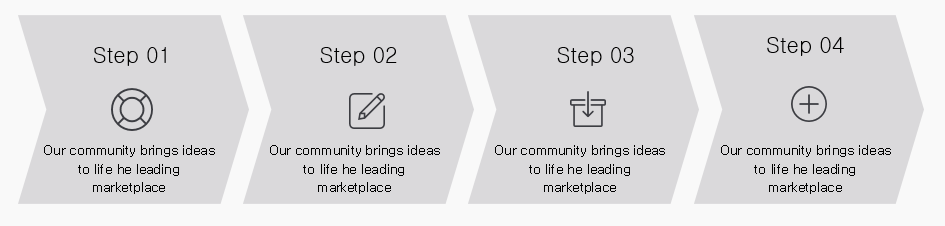 Step 01
Our community brings ideas
to life he leading
marketplace
Step 02
Our community brings ideas
to life he leading
marketplace
Step 03
Our community brings ideas
to life he leading
marketplace
Step 04
Our community brings ideas
to life he leading
marketplace